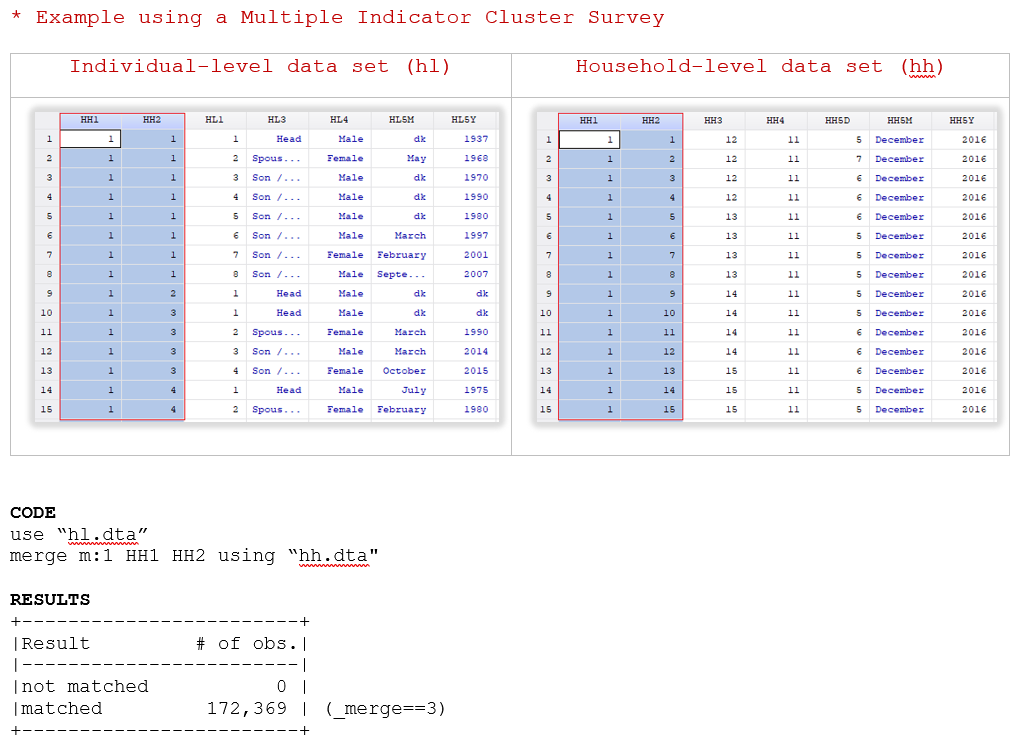 * Example using a Multiple Indicator Cluster Survey
Individual-level data set (hl)
HH1 HH2 HL1 HL3 HL4 HL5M HL5Y
1 1 1 1 Head Male dk 1937
2 1 1 2 Spous... Female May 1968
3 1 1 3 Son /... Male dk 1970
4 1 1 4 Son /... Male dk 1990
5 1 1 5 Son /... Male dk 1980
6 1 1 6 Son /... Male March 1997
7 1 1 7 Son /... Female February 2001
8 1 1 8 Son /... Male Septe... 2007
9 1 2 1 Head Male dk dk
10 1 3 1 Head Male dk dk
11 1 3 2 Spous... Female March 1990
12 1 3 3 Son /... Male March 2014
13 1 3 4 Son /... Female October 2015
14 1 4 1 Head Male July 1975
15 1 4 2 Spous... Female February 1980
Household-level data set (hh)
HH1 HH2 HH3 HH4 HH5D HH5M HH5Y
1 1 1 12 11 5 December 2016
2 1 2 12 11 7 December 2016
3 1 3 12 11 6 December 2016
4 1 4 12 11 6 December 2016
5 1 5 13 11 6 December 2016
6 1 6 13 11 5 December 2016
7 1 7 13 11 5 December 2016
8 1 8 13 11 5 December 2016
9 1 9 14 11 5 December 2016
10 1 10 14 11 5 December 2016
11 1 11 14 11 6 December 2016
12 1 12 14 11 6 December 2016
13 1 13 15 11 6 December 2016
14 1 14 15 11 5 December 2016
15 1 15 15 11 5 December 2016
CODE
use “hl.dta”
merge m:1 HH1 HH2 using “hh.dta"
RESULTS
+-------------------------+
|Result # of obs.|
|-------------------------|
|not matched 0 |
|matched 172,369 | (_merge==3)
+-------------------------+